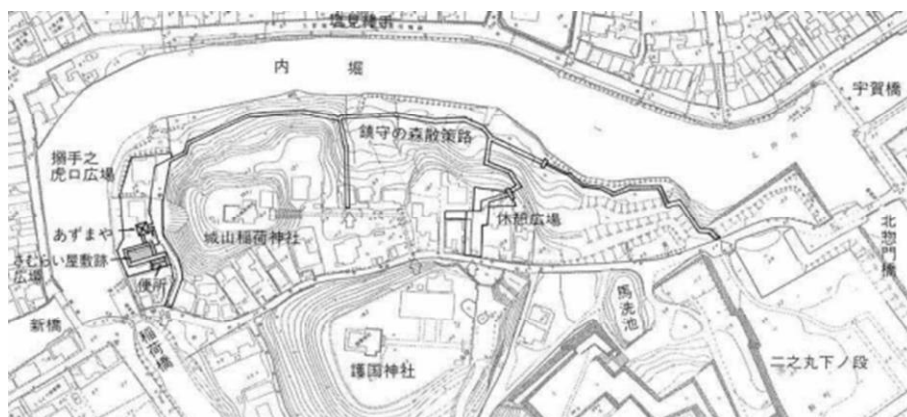 塩見縄手
内堀
宇賀橋
鎮守の森散策路
搦手之
虎口広場
あずまや
城山稲荷神社
休憩広場
さむらい屋敷跡
広場
便所
北惣門橋
馬洗池
新橋
稲荷橋
護国神社
二之丸下ノ段